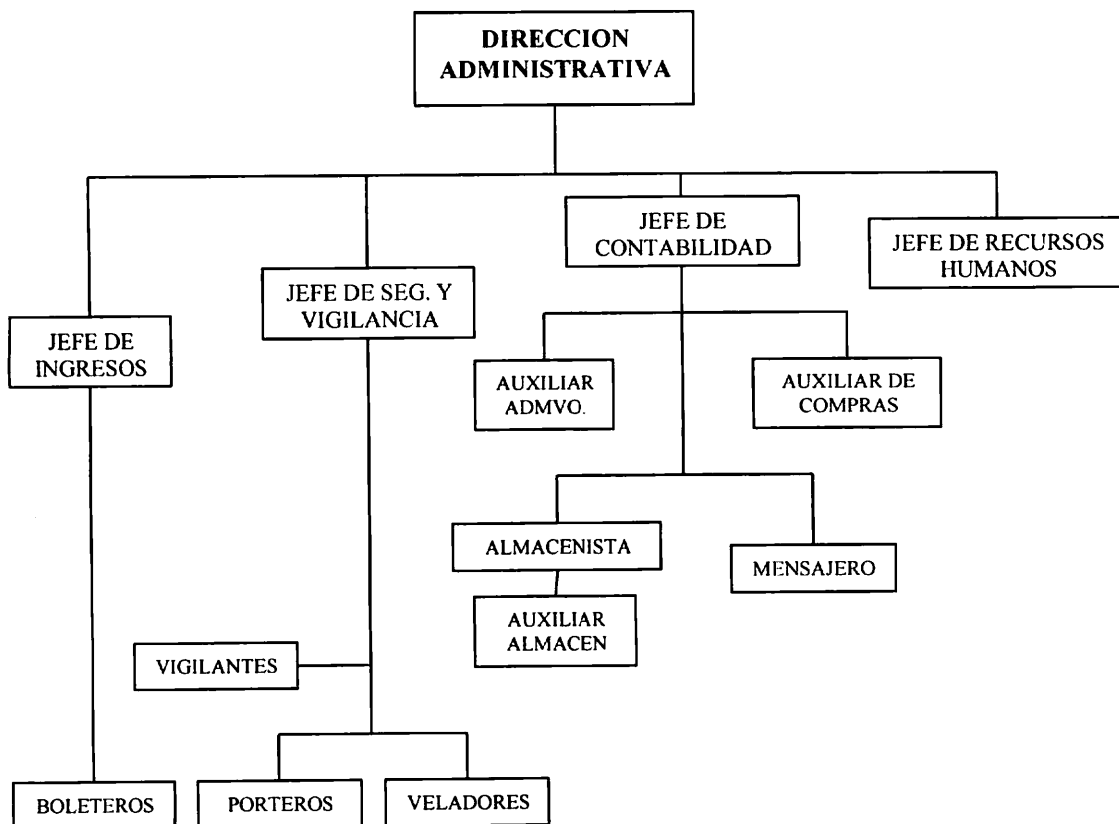 DIRECCION
ADMINISTRATIVA
JEFE DE
CONTABILIDAD
JEFE DE RECURSOS
HUMANOS
JEFE DE SEG. Y
VIGILANCIA
JEFE DE
INGRESOS
AUXILIAR
ADMVO.
AUXILIAR DE
COMPRAS
ALMACENISTA
MENSAJERO
AUXILIAR
ALMACEN
VIGILANTES
BOLETEROS
PORTEROS
VELADORES